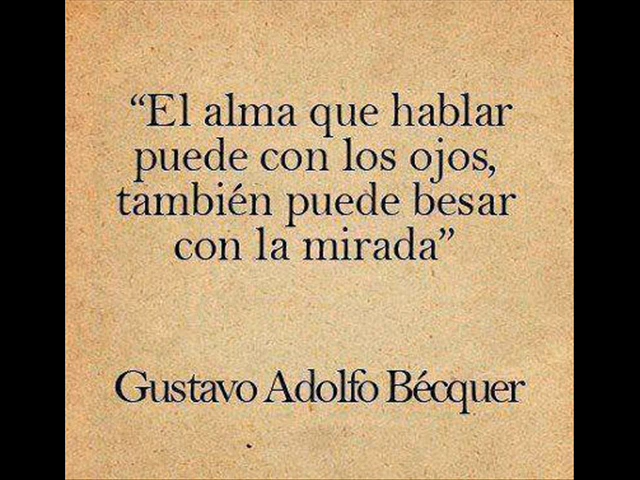 “El alma que hablar
puede con los ojos,
también puede besar
con la mirada”
Gustavo Adolfo Bécquer